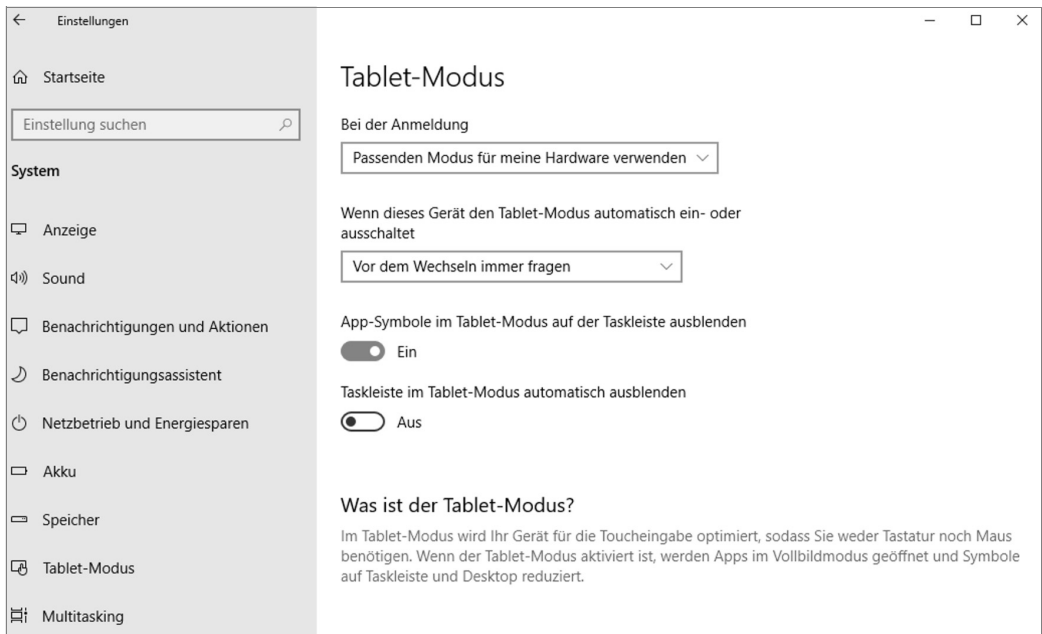 Einstellungen
Startseite
Einstellung suchen
System
Anzeige
Sound
Benachrichtigungen und Aktionen
Benachrichtigungsassistent
Netzbetrieb und Energiesparen
Akku
Speicher
Tablet-Modus
Multitasking
Tablet-Modus
Bei der Anmeldung
Passenden Modus für meine Hardware verwenden
Wenn dieses Gerät den Tablet-Modus automatisch ein- oder
ausschaltet
Vor dem Wechseln immer fragen
App-Symbole im Tablet-Modus auf der Taskleiste ausblenden
Ein
Taskleiste im Tablet-Modus automatisch ausblenden
Aus
Was ist der Tablet-Modus?
Im Tablet-Modus wird Ihr Gerät für die Toucheingabe optimiert, sodass Sie weder Tastatur noch Maus
benötigen. Wenn der Tablet-Modus aktiviert ist, werden Apps im Vollbildmodus geöffnet und Symbole
auf Taskleiste und Desktop reduziert.